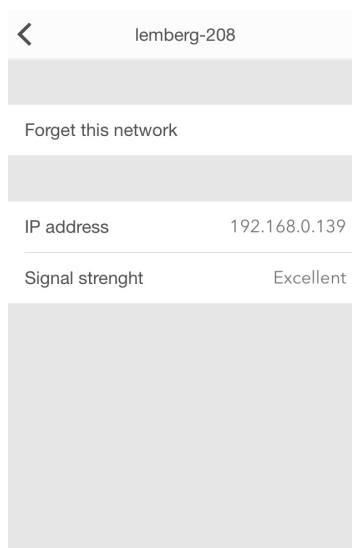 lemberg-208
Forget this network
IP address 192.168.0.139
Signal strenght Excellent